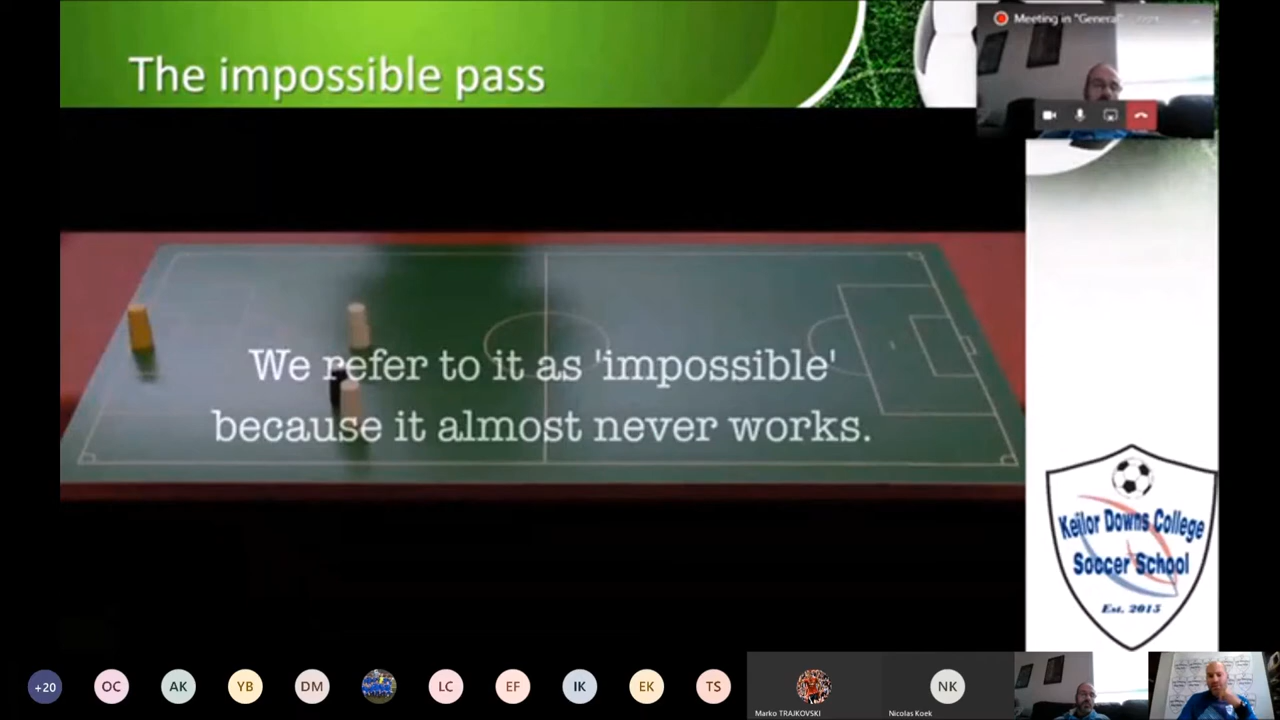 The impossible pass
Meeting in "General"
We refer to it as 'impossible'
because it almost never works.
Keilor Downs College
Soccer School
Est. 2015
+20
OC
AK
YB
DM
LC
EF
IK
EK
TS
Marko TRAJKOVSKI
NK
Nicolas Koek